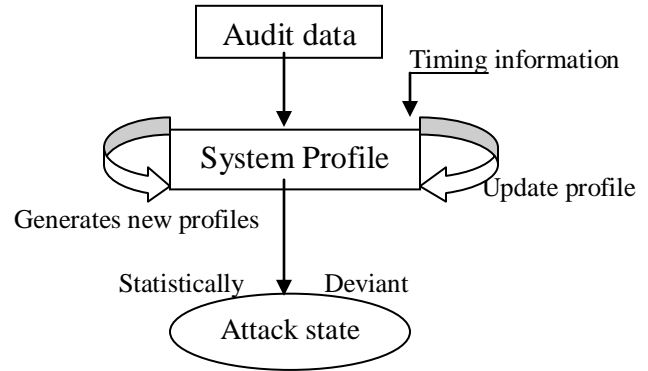 Audit data
Timing information
System Profile
Update profile
Generates new profiles
Statistically Deviant
Attack state